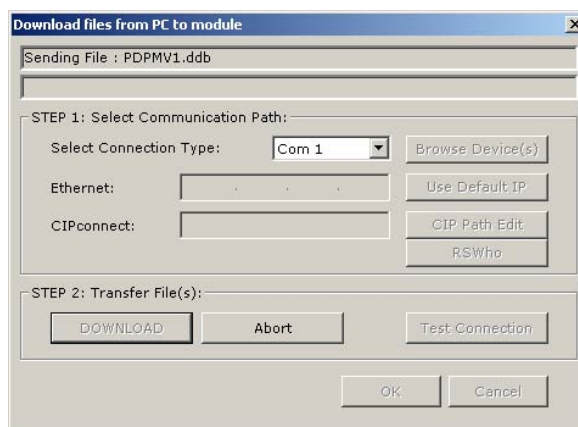 Download files from PC to module
Sending File : PDPMV1.ddb
STEP 1: Select Communication Path:
Select Connection Type: Com 1 Browse Device(s)
Ethernet: . . . Use Default IP
CIPconnect: CIP Path Edit
RSWho
STEP 2: Transfer File(s):
DOWNLOAD Abort Test Connection
OK Cancel